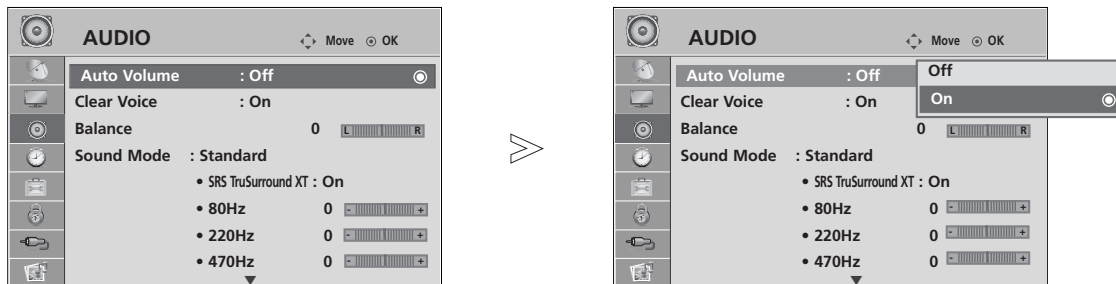 AUDIO Move OK
Auto Volume : Off
Clear Voice : On
Balance 0 L R
Sound Mode : Standard
• SRS TruSurround XT : On
• 80Hz 0 - +
• 220Hz 0 - +
• 470Hz 0 - +
AUDIO Move OK
Auto Volume : Off
Off
On
Clear Voice : On
Balance 0 L R
Sound Mode : Standard
• SRS TruSurround XT : On
• 80Hz 0 - +
• 220Hz 0 - +
• 470Hz 0 - +